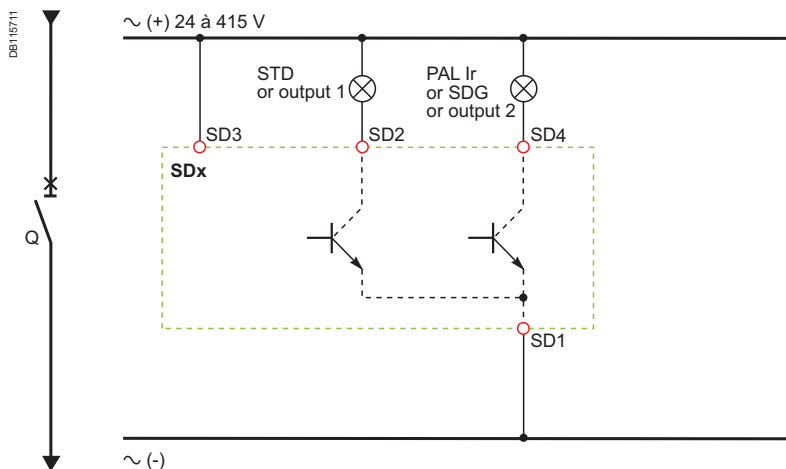 DB115711
∼ (+) 24 à 415 V
STD
or output 1
PAL Ir
or SDG
or output 2
SD3
SD2
SD4
SDx
Q
SD1
∼ (-)